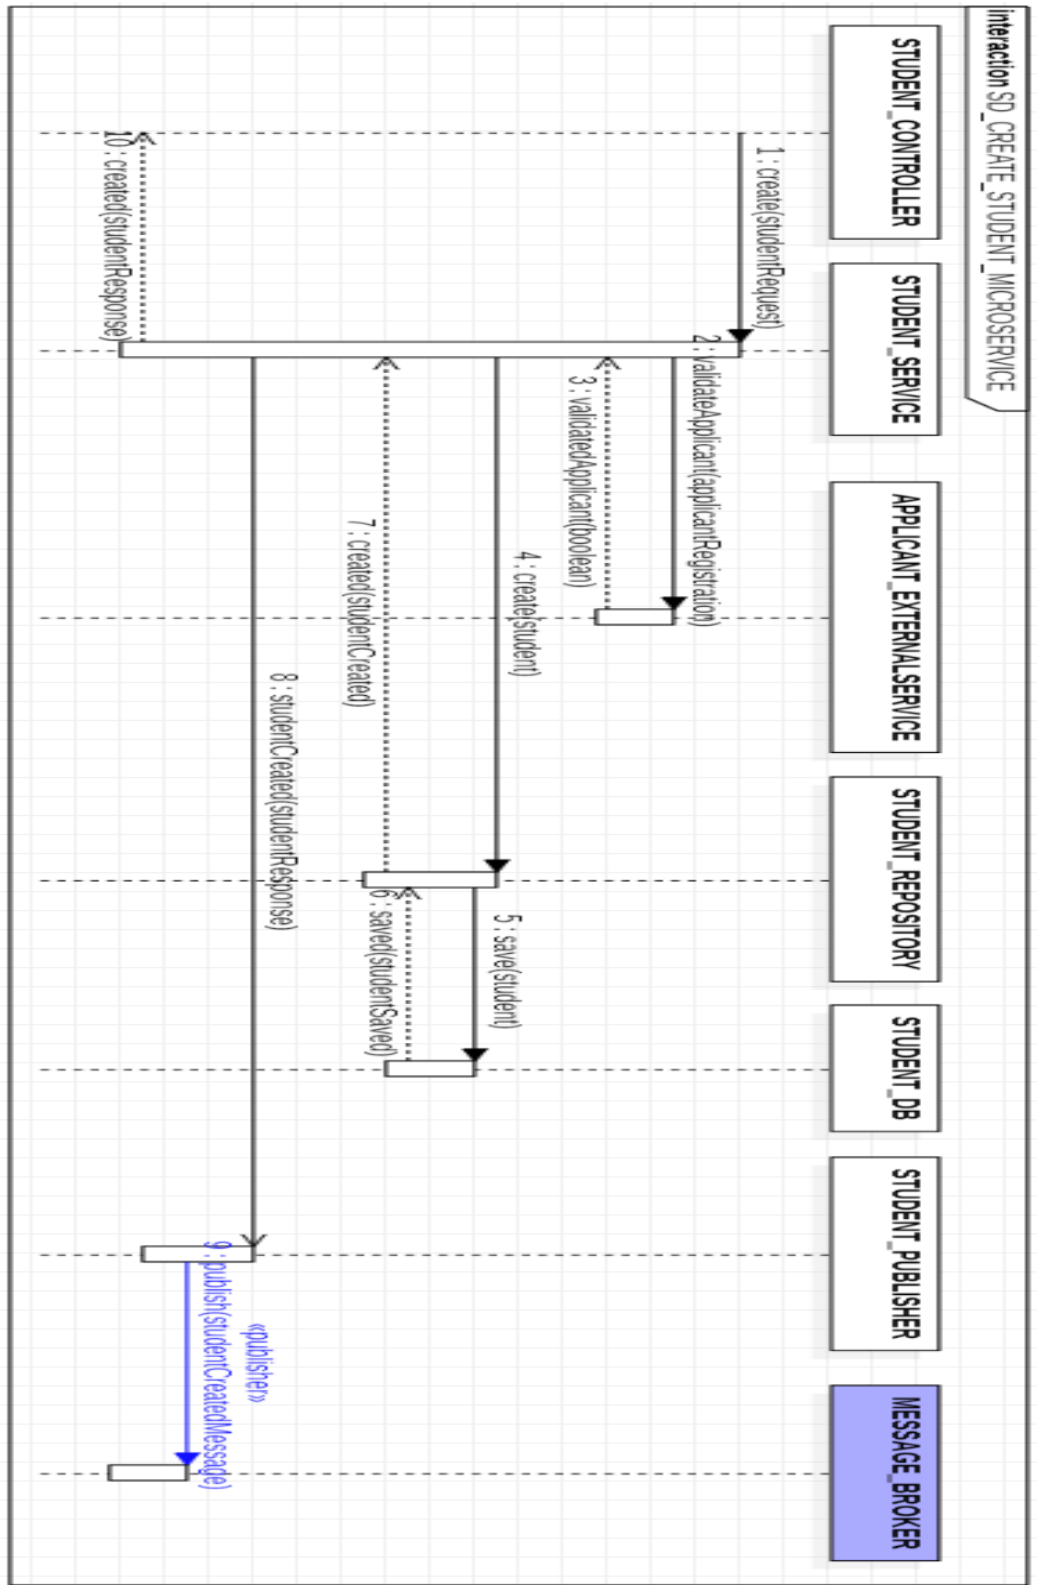 interaction SD_CREATE_STUDENT_MICROSERVICE
STUDENT_CONTROLLER
STUDENT_SERVICE
APPLICANT_EXTERNALSERVICE
STUDENT_REPOSITORY
STUDENT_DB
STUDENT_PUBLISHER
MESSAGE_BROKER
1 : create(studentRequest)
2 : validateApplicant(applicantRegistration)
3 : validatedApplicant(boolean)
4 : create(student)
5 : save(student)
6 : saved(studentSaved)
7 : created(studentCreated)
8 : studentCreated(studentResponse)
«publisher»
9 : publish(studentCreatedMessage)
10 : created(studentResponse)